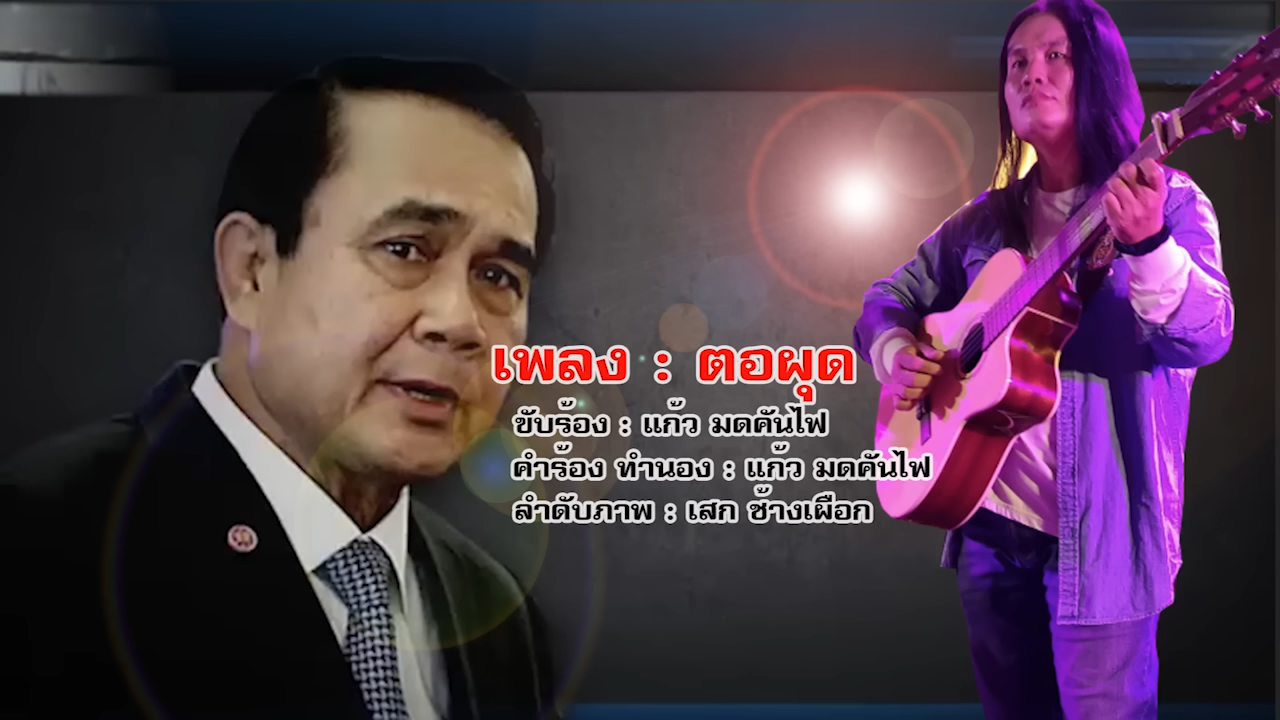 เพลง : ตอผุด
ขับร้อง : แก้ว มดคันไฟ
คำร้อง ทำนอง : แก้ว มดคันไฟ
ลำดับภาพ : เสก ช้างเผือก